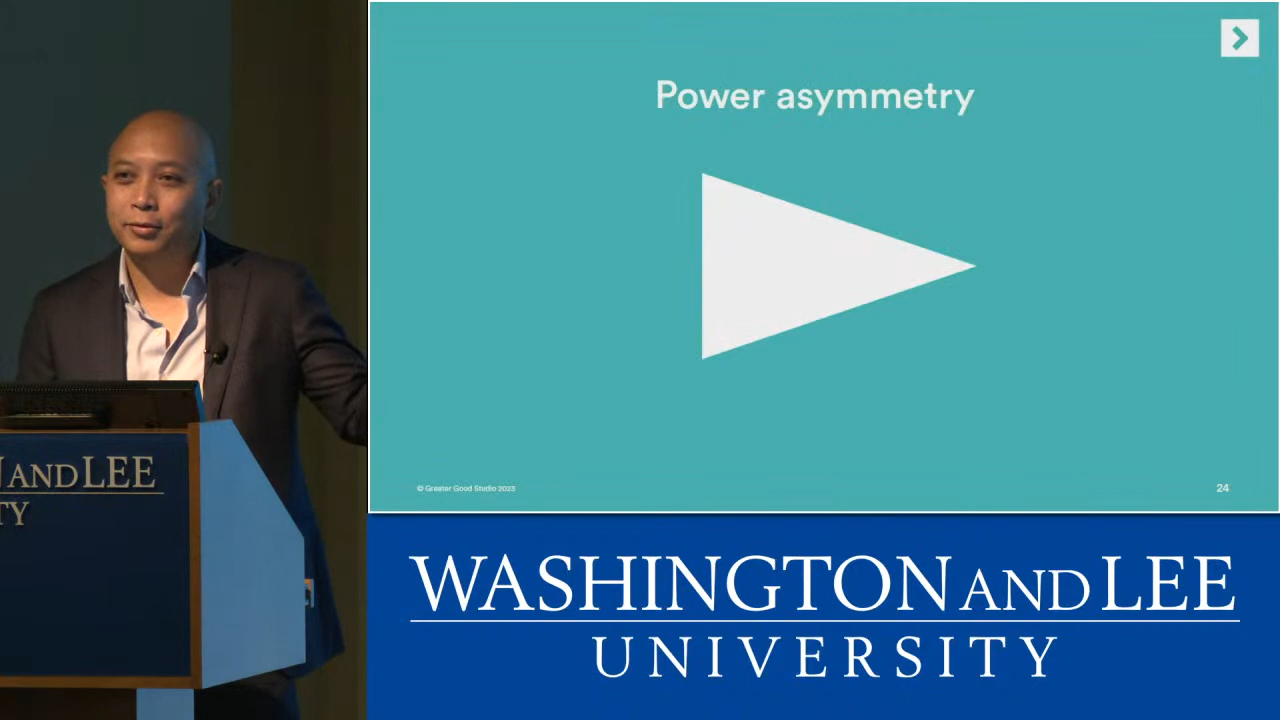 Power asymmetry
© Greater Good Studio 2023
24
AND LEE
TY
WASHINGTON AND LEE
UNIVERSITY